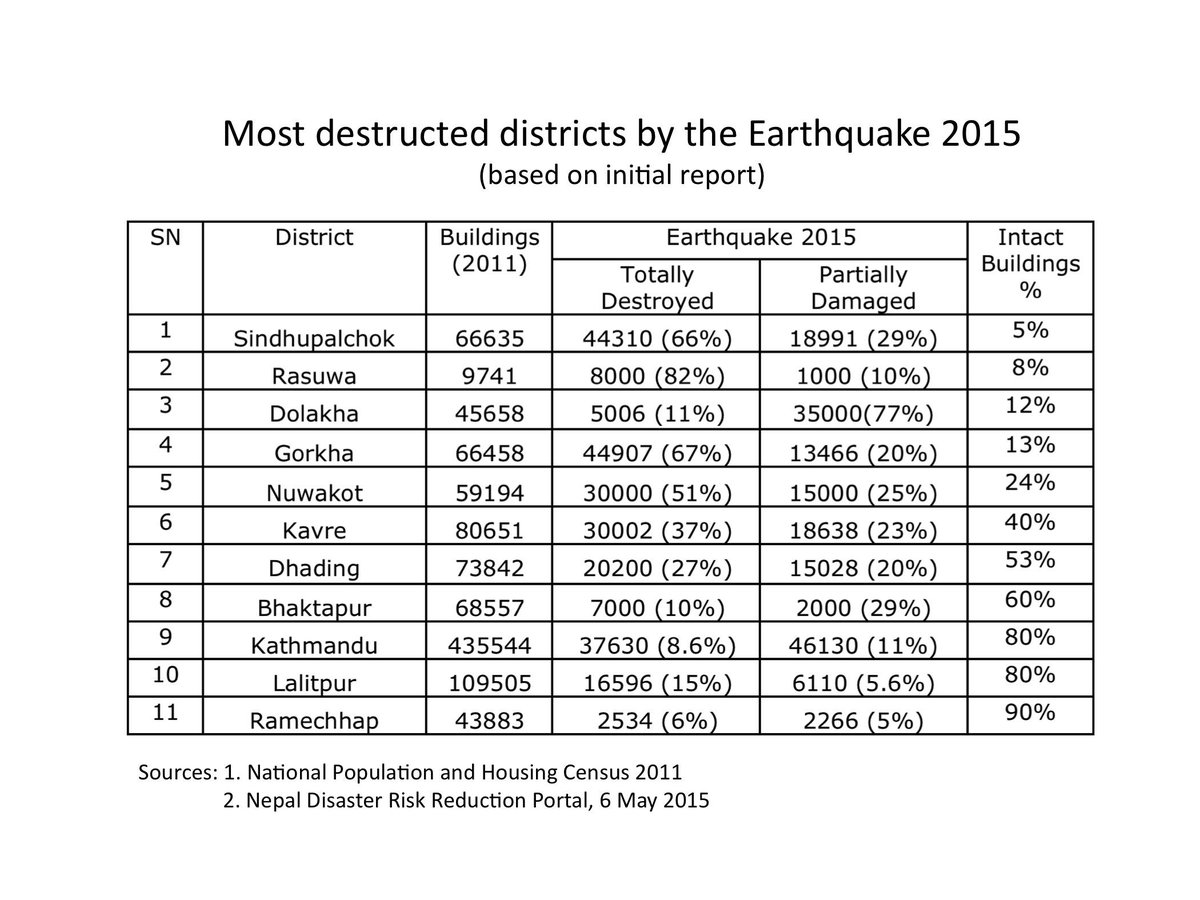 Most destructed districts by the Earthquake 2015
(based on initial report)
SN District Buildings (2011) Earthquake 2015 Intact Buildings %
Totally Destroyed Partially Damaged
1 Sindhupalchok 66635 44310 (66%) 18991 (29%) 5%
2 Rasuwa 9741 8000 (82%) 1000 (10%) 8%
3 Dolakha 45658 5006 (11%) 35000(77%) 12%
4 Gorkha 66458 44907 (67%) 13466 (20%) 13%
5 Nuwakot 59194 30000 (51%) 15000 (25%) 24%
6 Kavre 80651 30002 (37%) 18638 (23%) 40%
7 Dhading 73842 20200 (27%) 15028 (20%) 53%
8 Bhaktapur 68557 7000 (10%) 2000 (29%) 60%
9 Kathmandu 435544 37630 (8.6%) 46130 (11%) 80%
10 Lalitpur 109505 16596 (15%) 6110 (5.6%) 80%
11 Ramechhap 43883 2534 (6%) 2266 (5%) 90%
Sources: 1. National Population and Housing Census 2011
2. Nepal Disaster Risk Reduction Portal, 6 May 2015